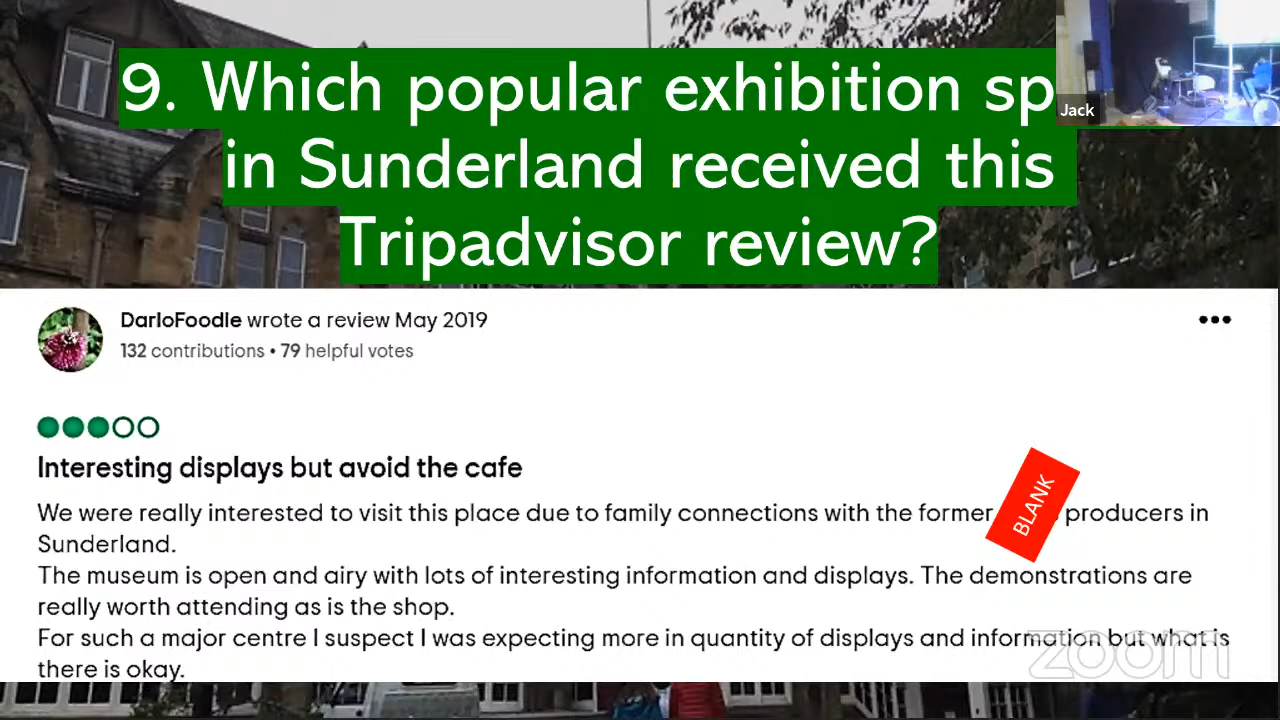 9. Which popular exhibition sp
in Sunderland received this
Tripadvisor review?
Jack
DarloFoodle wrote a review May 2019
132 contributions • 79 helpful votes
Interesting displays but avoid the cafe
We were really interested to visit this place due to family connections with the former BLANK producers in
Sunderland.
The museum is open and airy with lots of interesting information and displays. The demonstrations are
really worth attending as is the shop.
For such a major centre I suspect I was expecting more in quantity of displays and information but what is
there is okay.
zoom